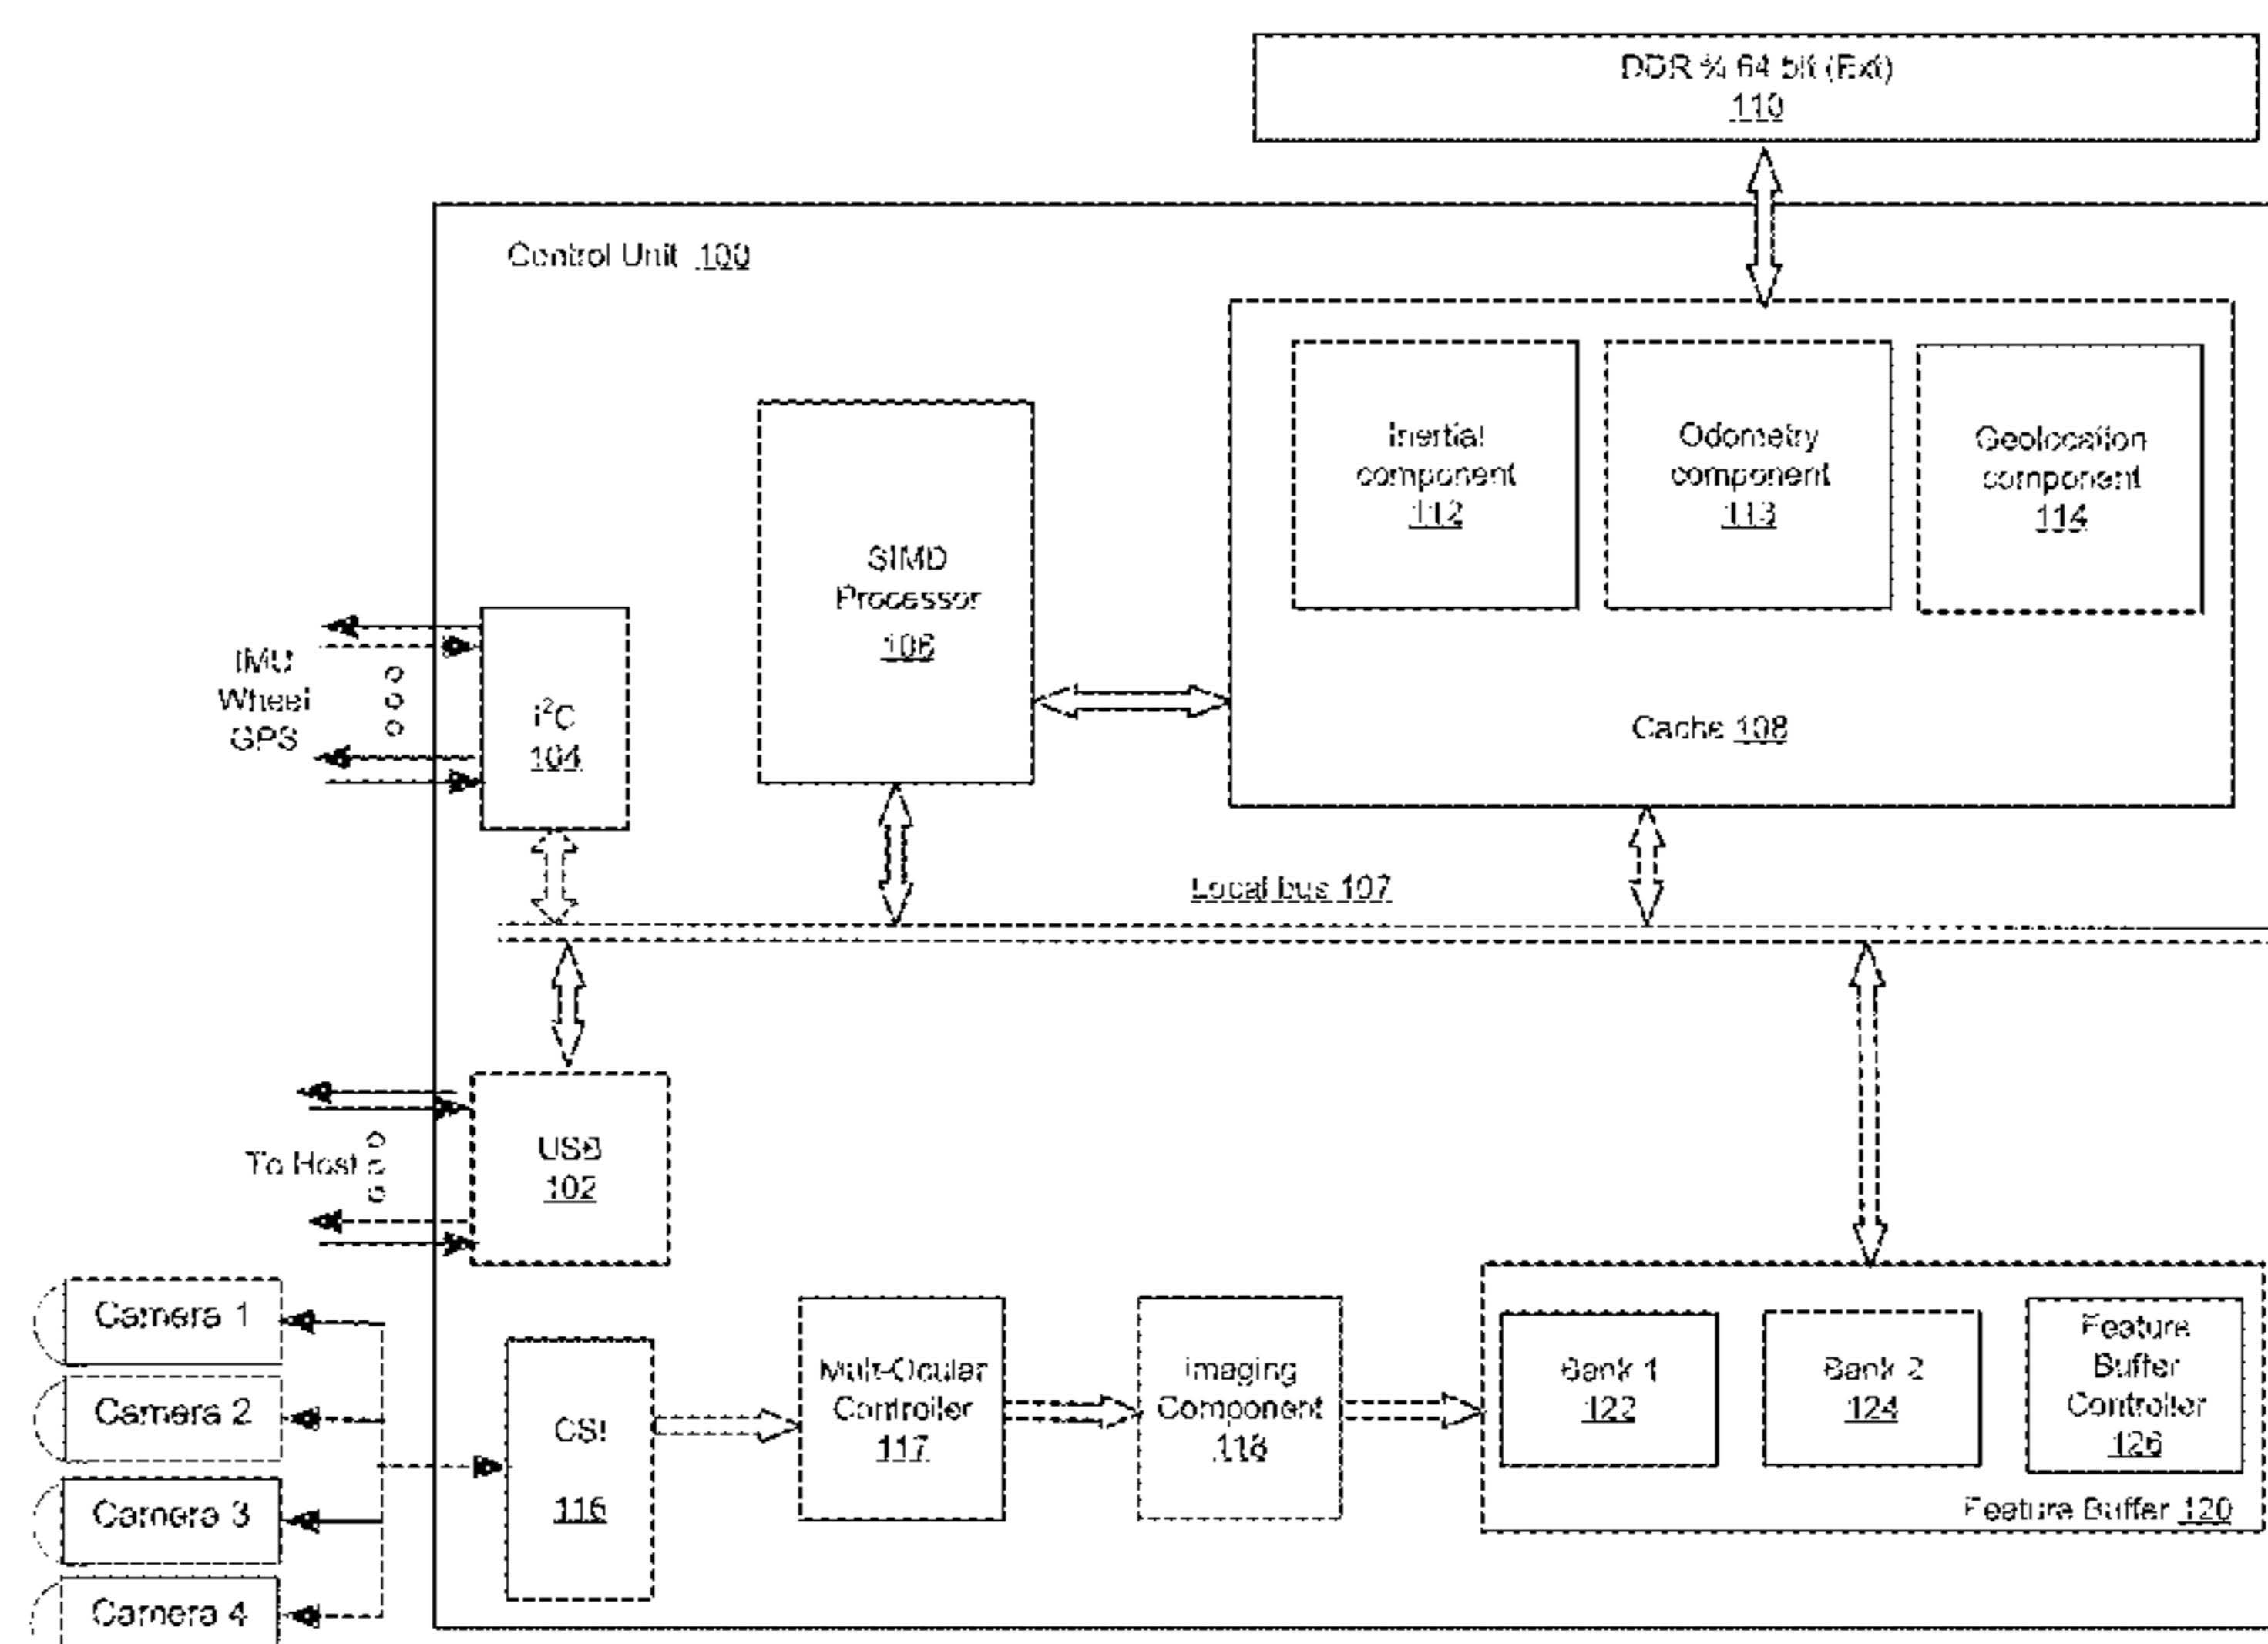 DDR ¾ 64 bit (Ext)
110
Control Unit 100
Inertial
component
112
Odometry
component
113
Geolocation
component
114
SIMD
Processor
106
IMU
Wheel
GPS
i²C
104
Cache 108
Local bus 107
USB
102
To Host
Camera 1
Camera 2
Camera 3
Camera 4
CSI
116
Mult-Ocular
Controller
117
Imaging
Component
118
Bank 1
122
Bank 2
124
Feature
Buffer
Controller
126
Feature Buffer 120